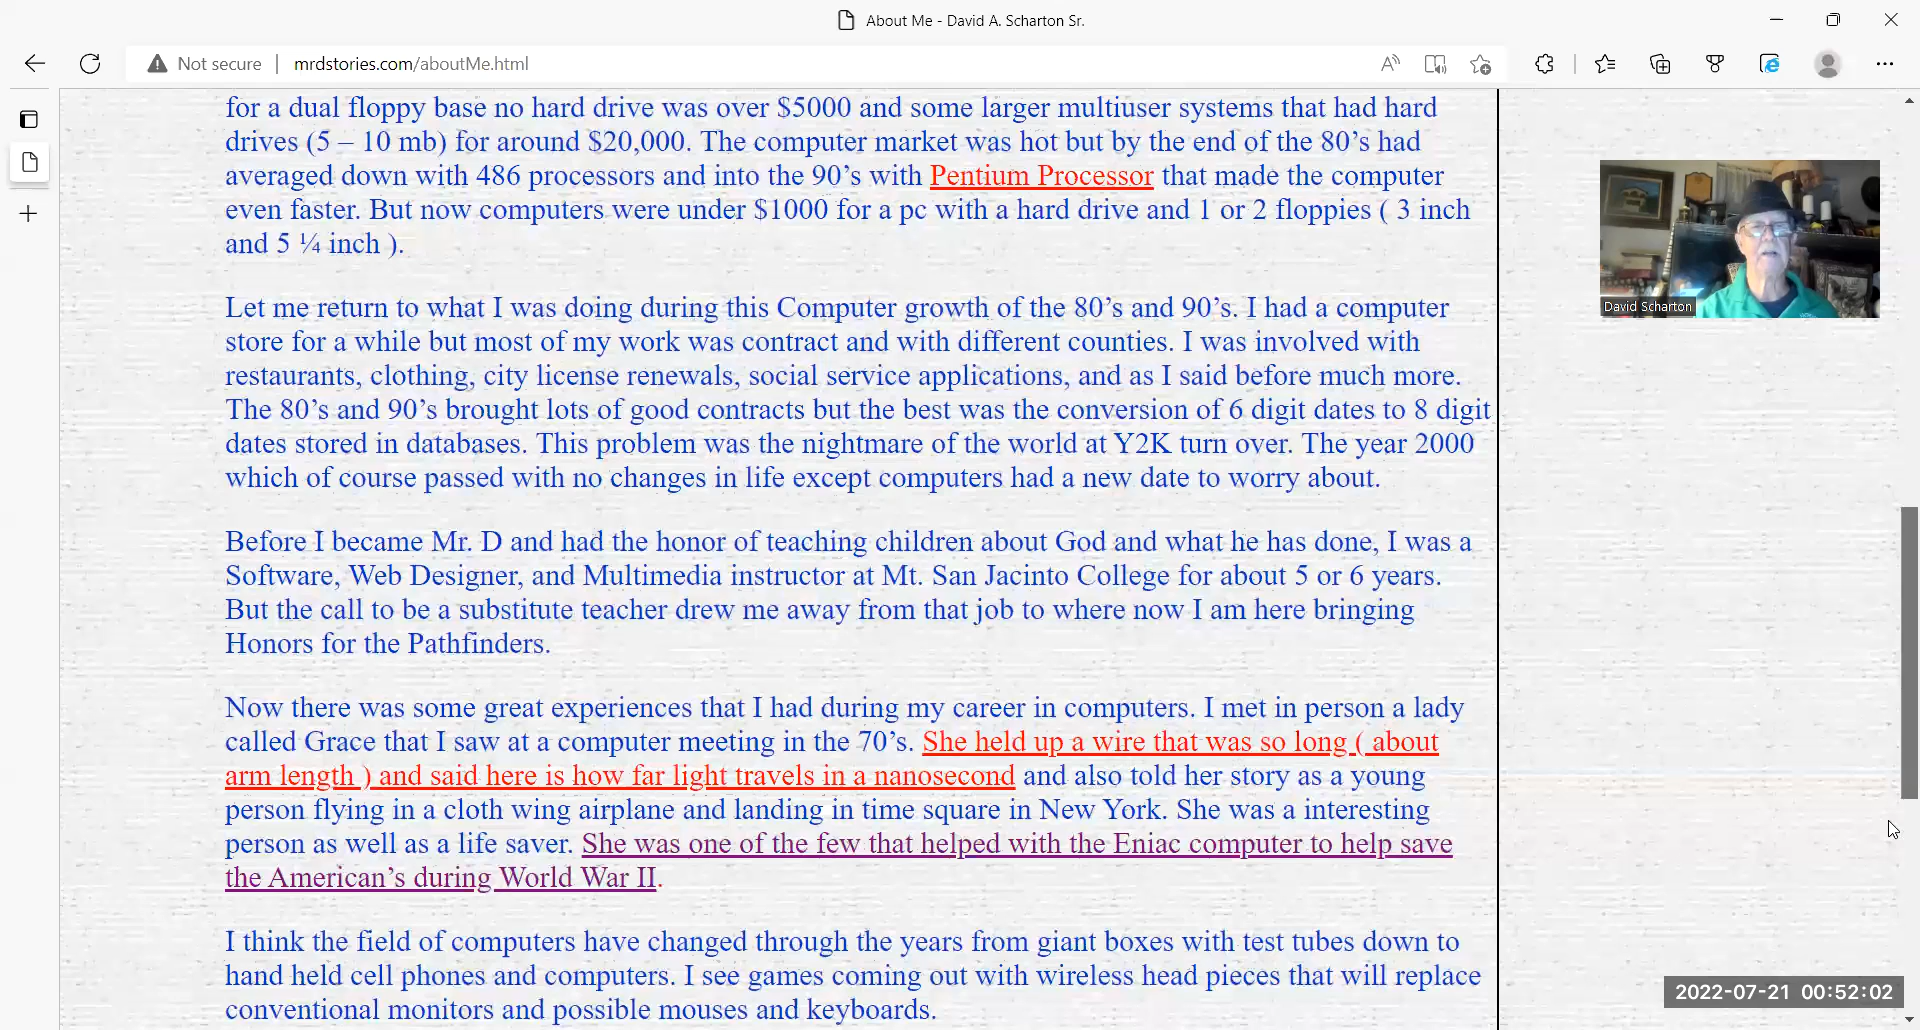 About Me - David A. Scharton Sr.
Not secure
mrdstories.com/aboutMe.html
for a dual floppy base no hard drive was over $5000 and some larger multiuser systems that had hard
drives (5 – 10 mb) for around $20,000. The computer market was hot but by the end of the 80’s had
averaged down with 486 processors and into the 90’s with Pentium Processor that made the computer
even faster. But now computers were under $1000 for a pc with a hard drive and 1 or 2 floppies ( 3 inch
and 5 ¼ inch ).
Let me return to what I was doing during this Computer growth of the 80’s and 90’s. I had a computer
store for a while but most of my work was contract and with different counties. I was involved with
restaurants, clothing, city license renewals, social service applications, and as I said before much more.
The 80’s and 90’s brought lots of good contracts but the best was the conversion of 6 digit dates to 8 digit
dates stored in databases. This problem was the nightmare of the world at Y2K turn over. The year 2000
which of course passed with no changes in life except computers had a new date to worry about.
Before I became Mr. D and had the honor of teaching children about God and what he has done, I was a
Software, Web Designer, and Multimedia instructor at Mt. San Jacinto College for about 5 or 6 years.
But the call to be a substitute teacher drew me away from that job to where now I am here bringing
Honors for the Pathfinders.
Now there was some great experiences that I had during my career in computers. I met in person a lady
called Grace that I saw at a computer meeting in the 70’s. She held up a wire that was so long ( about
arm length ) and said here is how far light travels in a nanosecond and also told her story as a young
person flying in a cloth wing airplane and landing in time square in New York. She was a interesting
person as well as a life saver. She was one of the few that helped with the Eniac computer to help save
the American’s during World War II.
I think the field of computers have changed through the years from giant boxes with test tubes down to
hand held cell phones and computers. I see games coming out with wireless head pieces that will replace
conventional monitors and possible mouses and keyboards.
David Scharton
2022-07-21 00:52:02